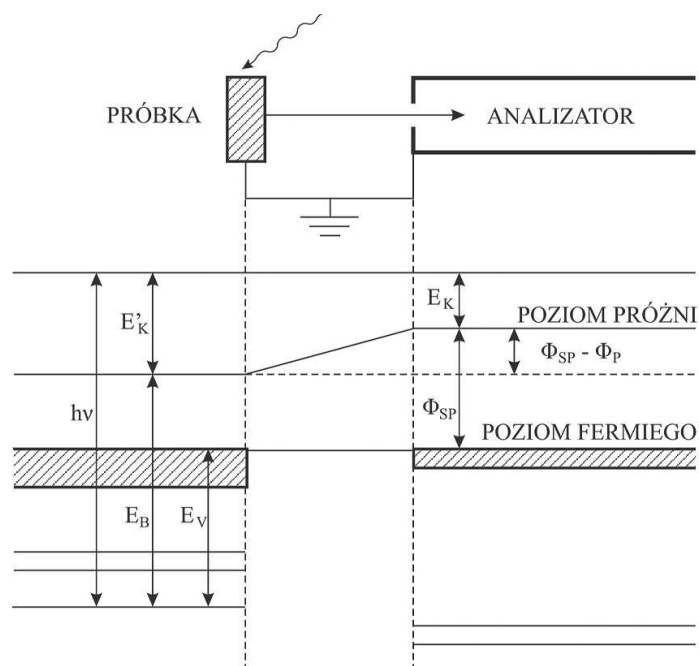 PRÓBKA
ANALIZATOR
E'K
EK
POZIOM PRÓŻNI
ΦSP - ΦP
hν
ΦSP
POZIOM FERMIEGO
EB
EV